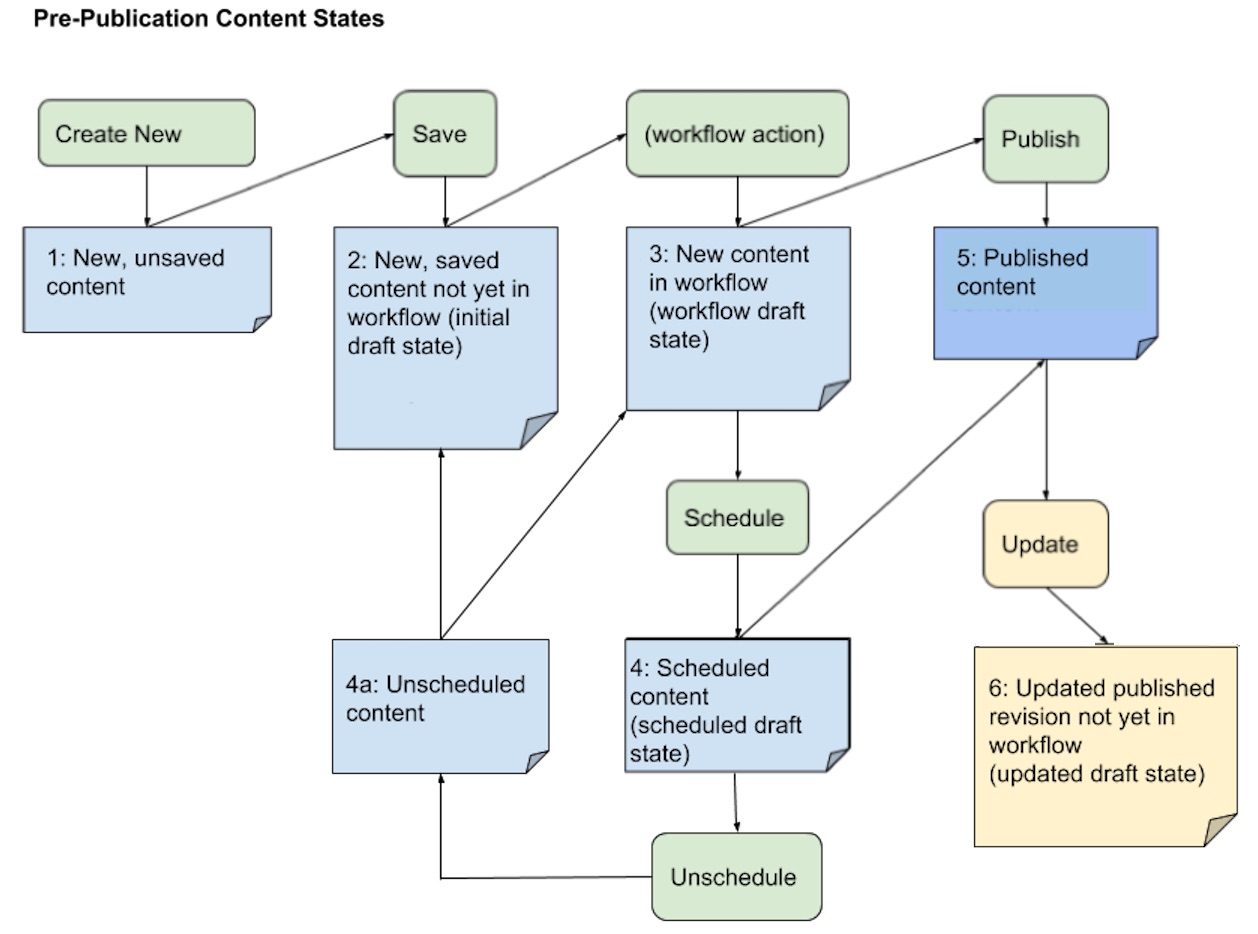 Pre-Publication Content States
Create New
Save
(workflow action)
Publish
1: New, unsaved
content
2: New, saved
content not yet in
workflow (initial
draft state)
3: New content
in workflow
(workflow draft
state)
5: Published
content
Schedule
Update
4a: Unscheduled
content
4: Scheduled
content
(scheduled draft
state)
6: Updated published
revision not yet in
workflow
(updated draft state)
Unschedule